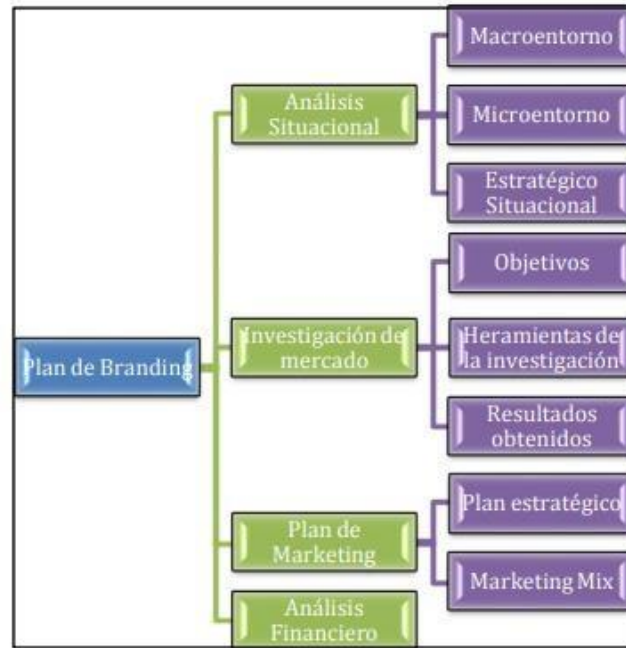 Plan de Branding
Análisis
Situacional
Macroentorno
Microentorno
Estratégico
Situacional
Investigación de
mercado
Objetivos
Heramientas de
la investigación
Resultados
obtenidos
Plan de
Marketing
Plan estratégico
Marketing Mix
Análisis
Financiero